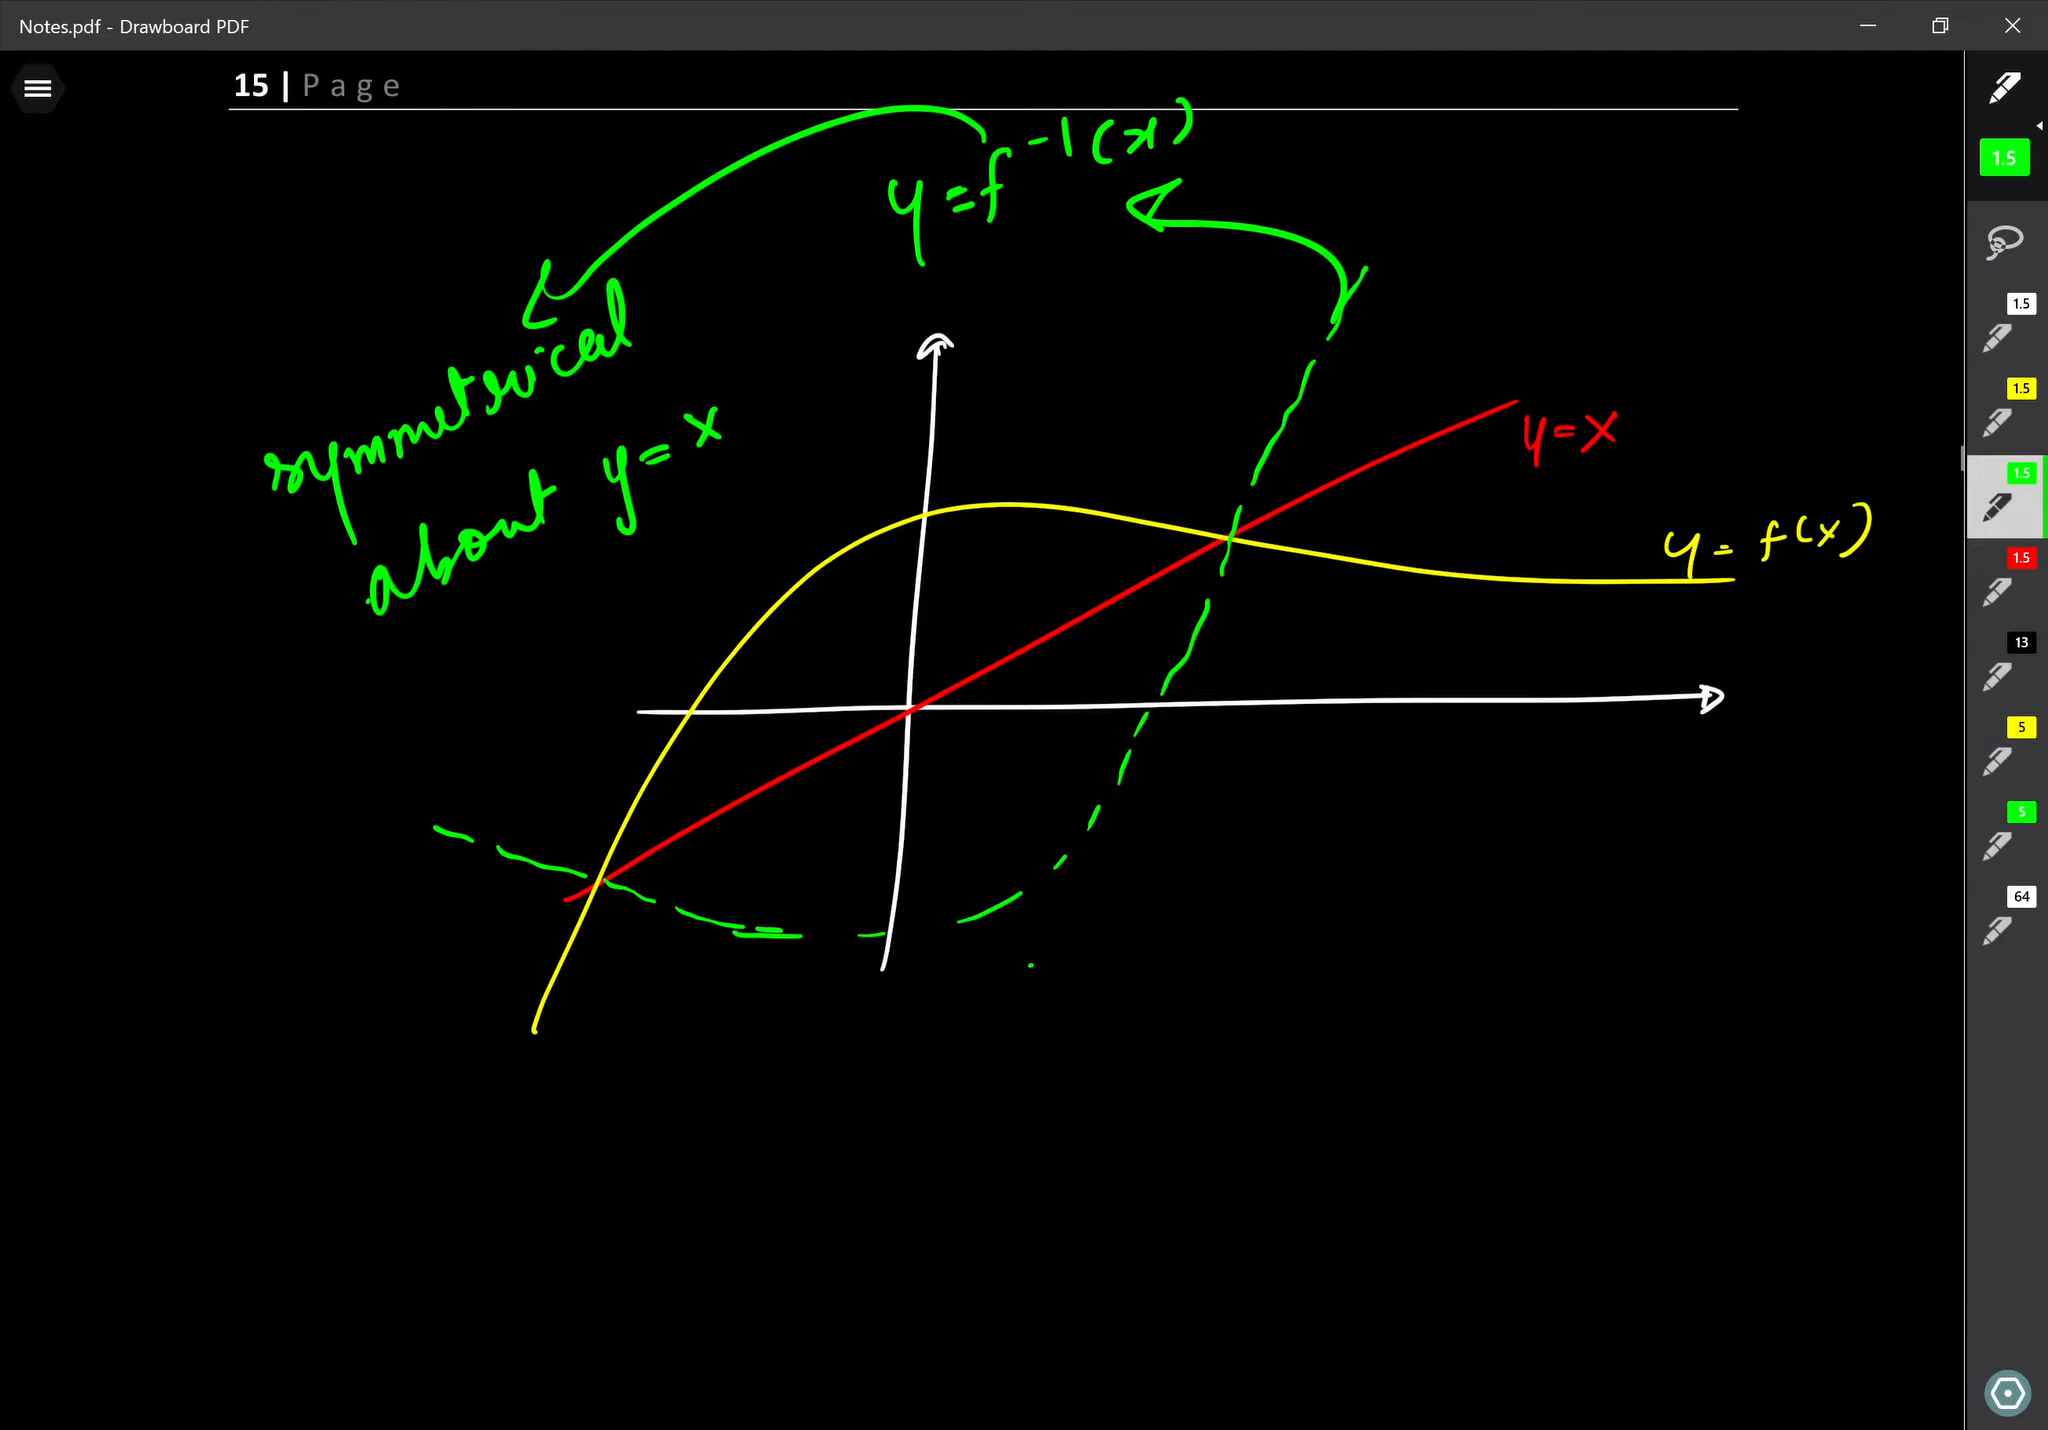 Notes.pdf - Drawboard PDF
15 | Page
y = f⁻¹(x)
symmetrical
about y = x
y = x
y = f(x)
1.5
1.5
1.5
1.5
1.5
13
5
5
64